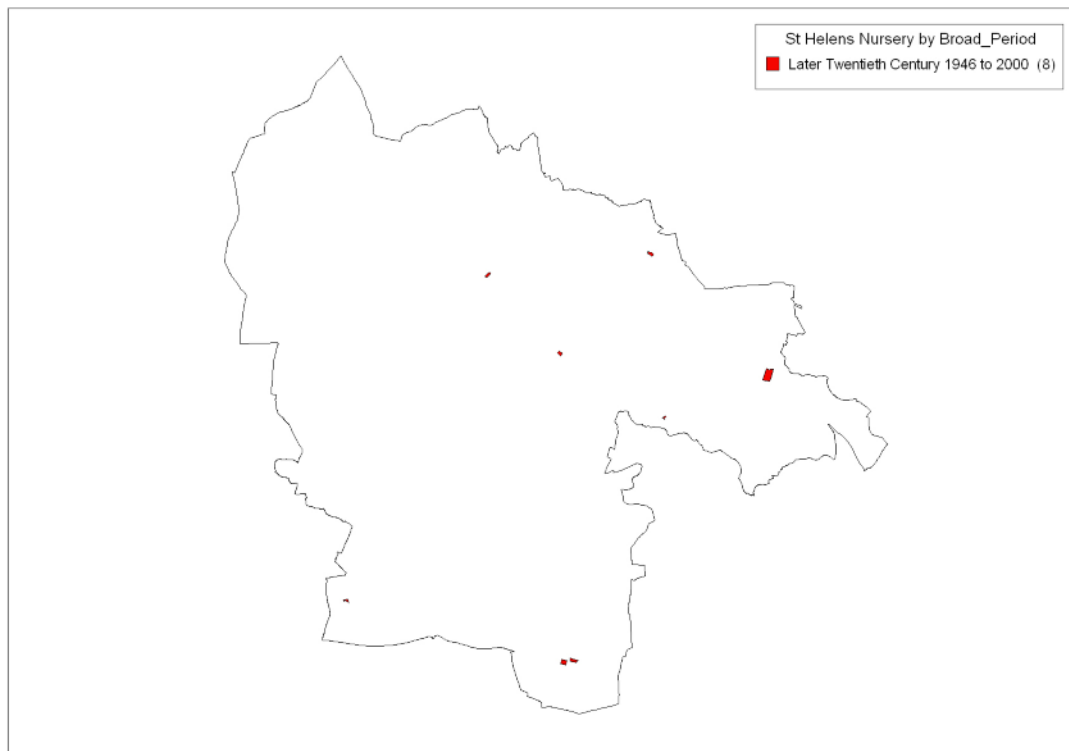 St Helens Nursery by Broad_Period
Later Twentieth Century 1946 to 2000 (8)